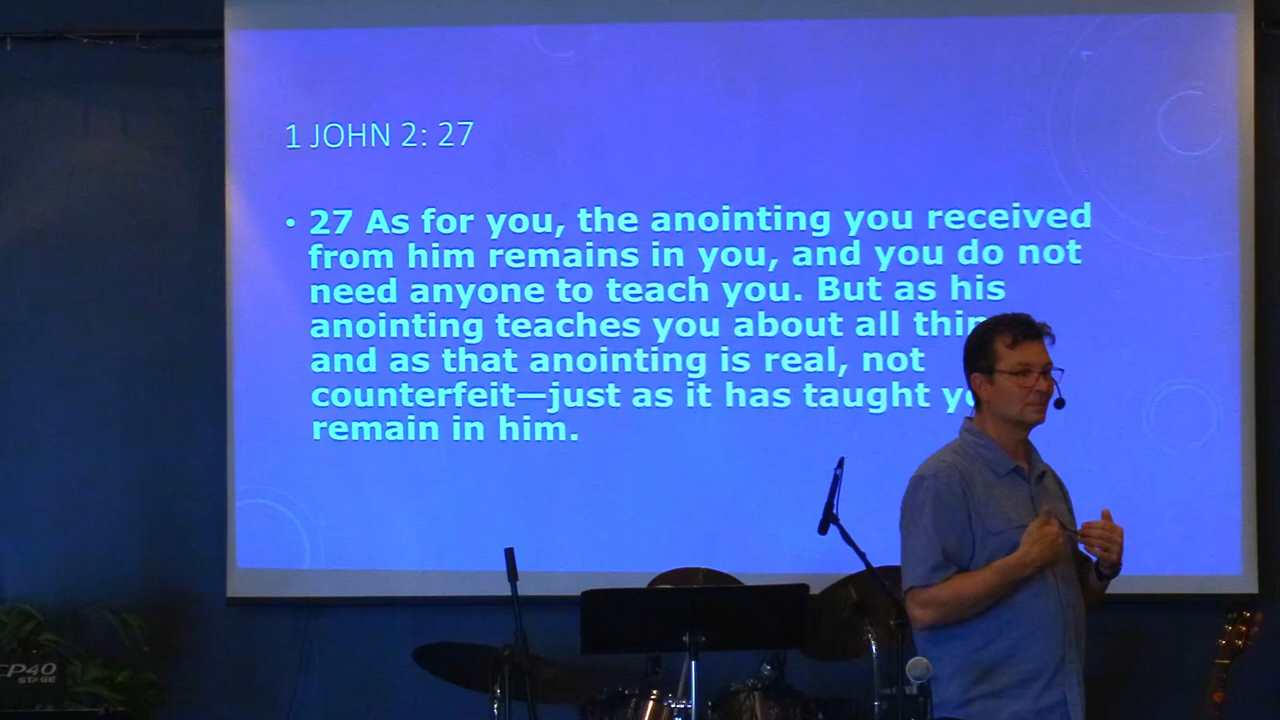 1 JOHN 2: 27
• 27 As for you, the anointing you received
from him remains in you, and you do not
need anyone to teach you. But as his
anointing teaches you about all
and as that anointing is real, not
counterfeit—just as it has taught
remain in him.
CP40
STAGE